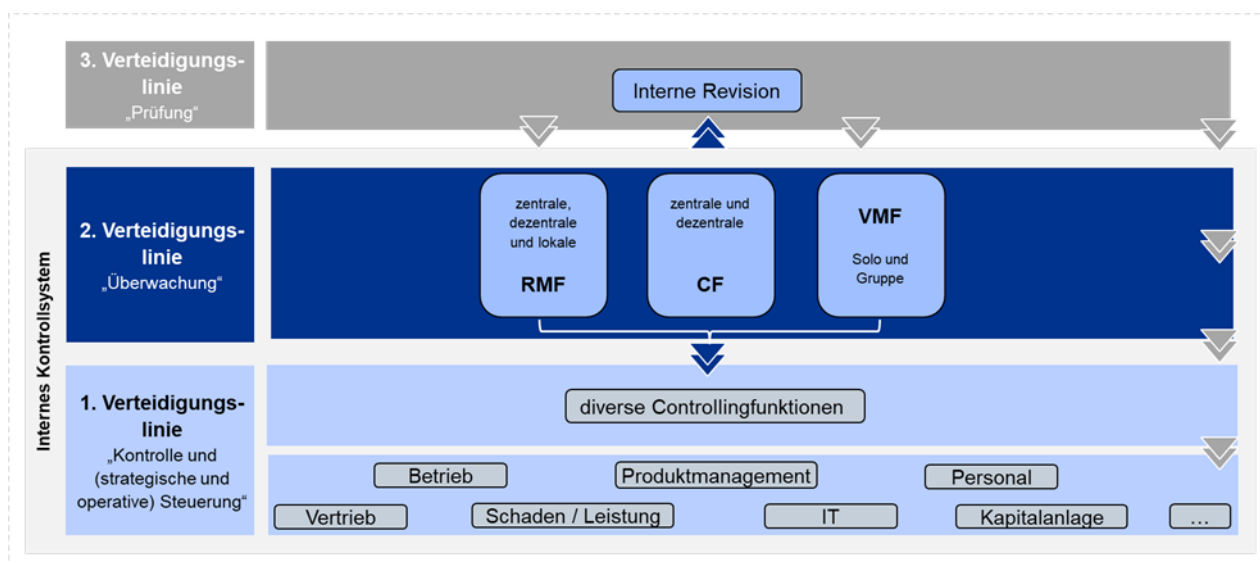 3. Verteidigungs-
linie
„Prüfung“
Interne Revision
Internes Kontrollsystem
2. Verteidigungs-
linie
„Überwachung“
zentrale,
dezentrale
und lokale
RMF
zentrale und
dezentrale
CF
VMF
Solo und
Gruppe
1. Verteidigungs-
linie
„Kontrolle und
(strategische und
operative) Steuerung“
diverse Controllingfunktionen
Betrieb
Produktmanagement
Personal
Vertrieb
Schaden / Leistung
IT
Kapitalanlage
...